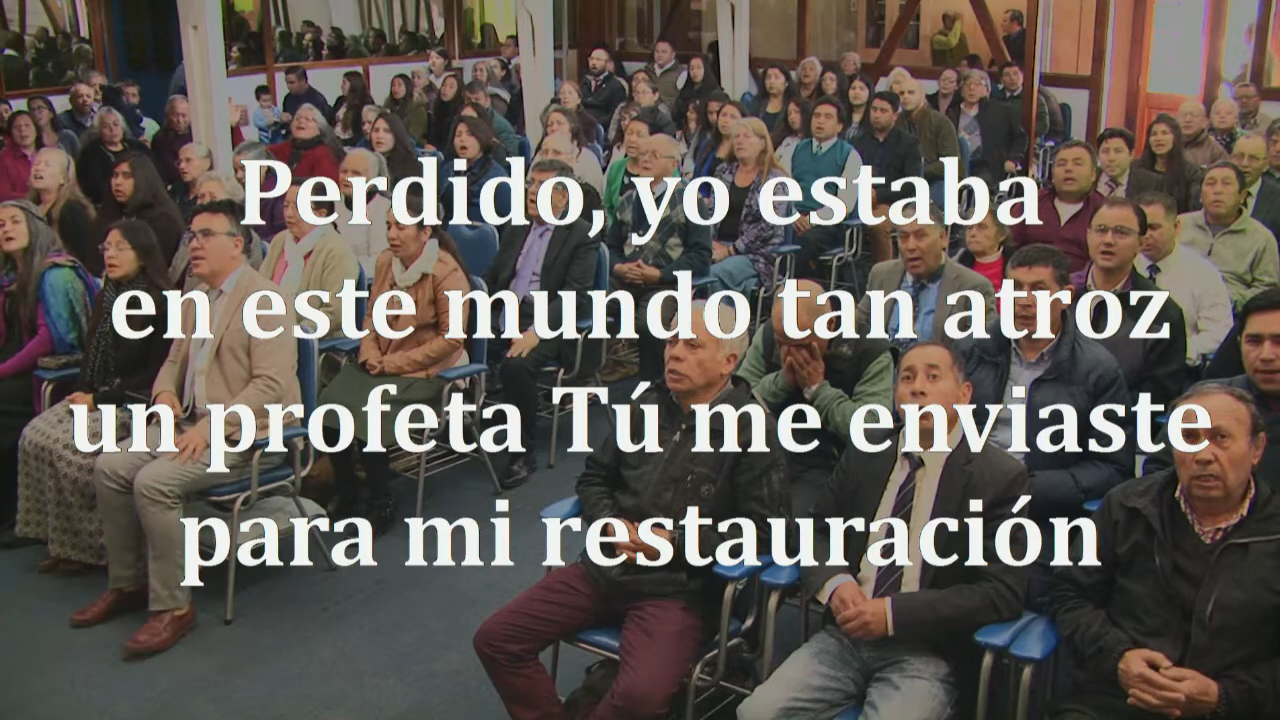 Perdido, yo estaba
en este mundo tan atroz
un profeta Tú me enviaste
para mi restauración